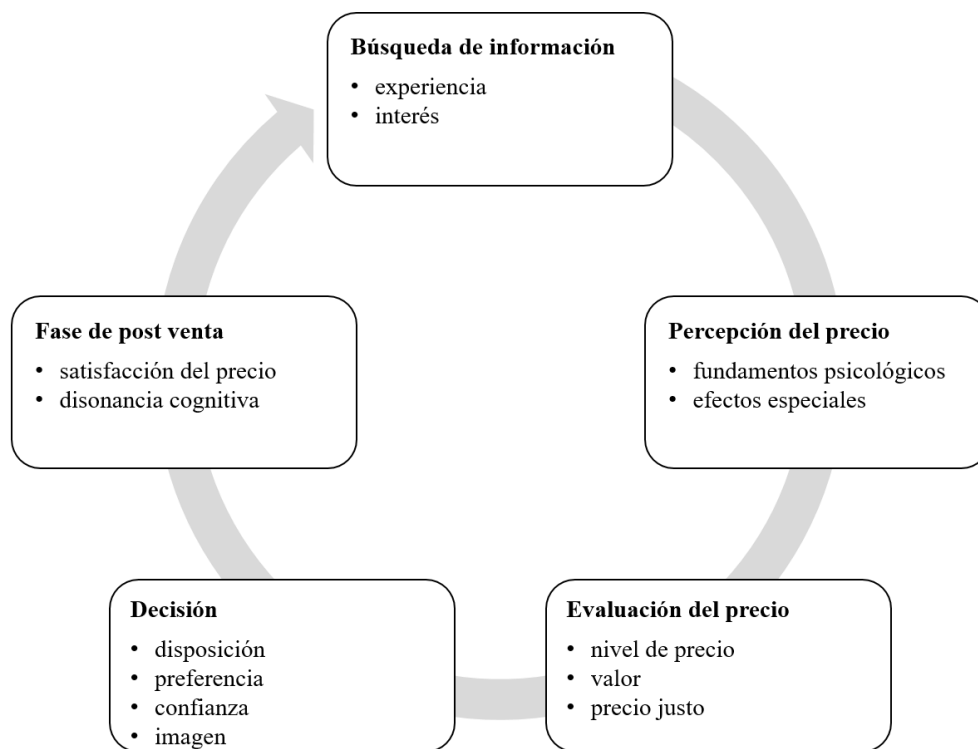 Búsqueda de información
• experiencia
• interés
Percepción del precio
• fundamentos psicológicos
• efectos especiales
Evaluación del precio
• nivel de precio
• valor
• precio justo
Decisión
• disposición
• preferencia
• confianza
• imagen
Fase de post venta
• satisfacción del precio
• disonancia cognitiva